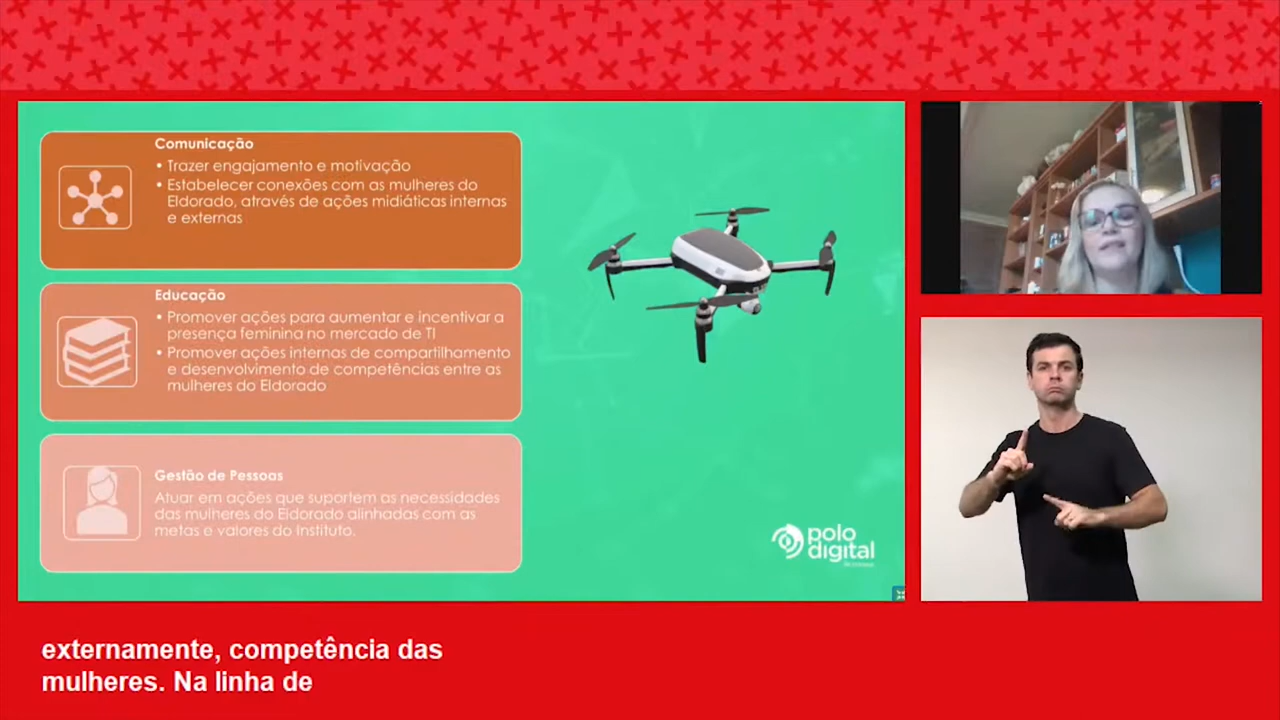 Comunicação
• Trazer engajamento e motivação
• Estabelecer conexões com as mulheres do
Eldorado, através de ações midiáticas internas
e externas
Educação
• Promover ações para aumentar e incentivar a
presença feminina no mercado de TI
• Promover ações internas de compartilhamento
e desenvolvimento de competências entre as
mulheres do Eldorado
Gestão de Pessoas
Atuar em ações que suportem as necessidades
das mulheres do Eldorado alinhadas com as
metas e valores do Instituto.
polo
digital
externamente, competência das
mulheres. Na linha de